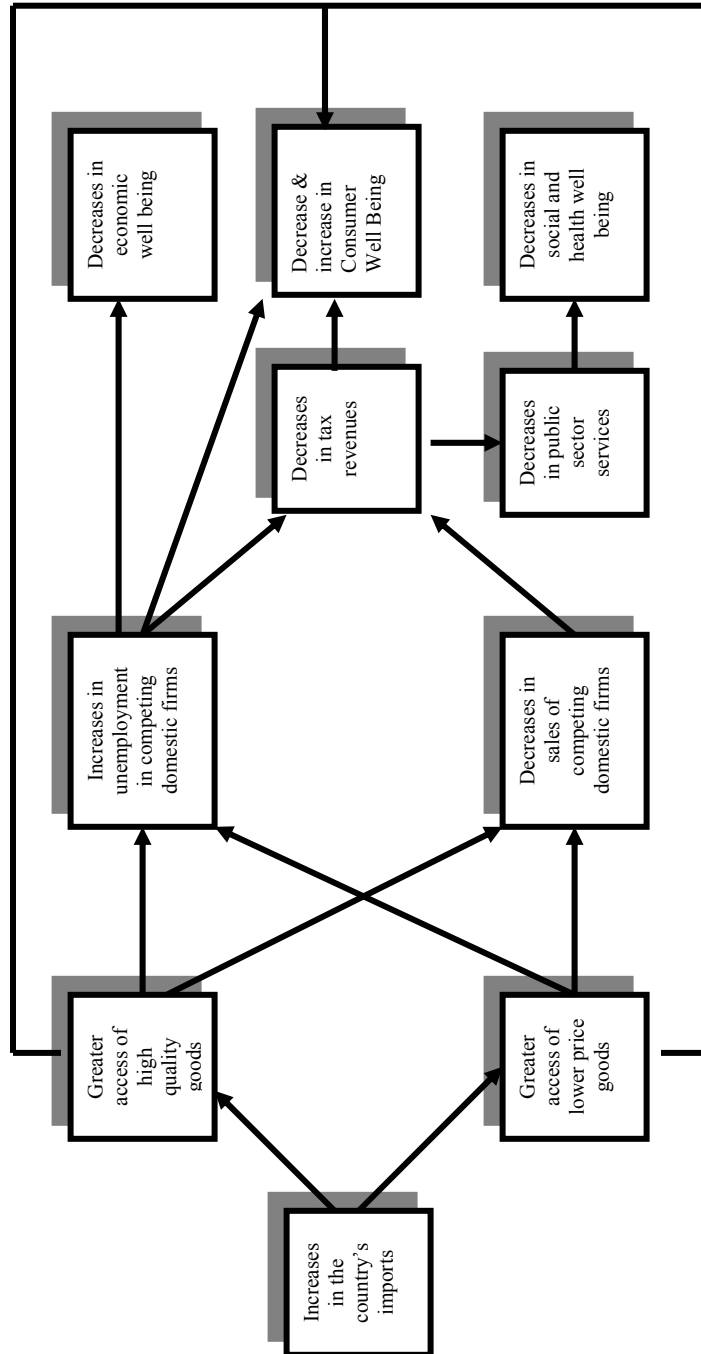 Increases
in the
country’s
imports
Greater
access of
high
quality
goods
Greater
access of
lower price
goods
Increases in
unemployment
in competing
domestic firms
Decreases in
sales of
competing
domestic firms
Decreases
in tax
revenues
Decreases
in public
sector
services
Decreases in
economic
well being
Decrease &
increase in
Consumer
Well Being
Decreases in
social and
health well
being